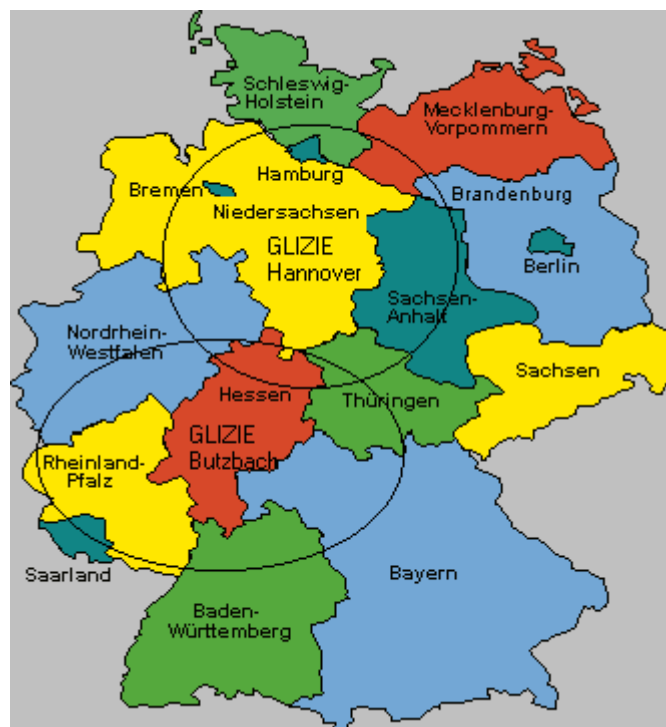 Schleswig-
Holstein
Mecklenburg-
Vorpommern
Hamburg
Bremen
Niedersachsen
Brandenburg
GLIZIE
Hannover
Berlin
Sachsen-
Anhalt
Nordrhein-
Westfalen
Sachsen
Hessen
Thüringen
GLIZIE
Butzbach
Rheinland-
Pfalz
Saarland
Bayern
Baden-
Württemberg